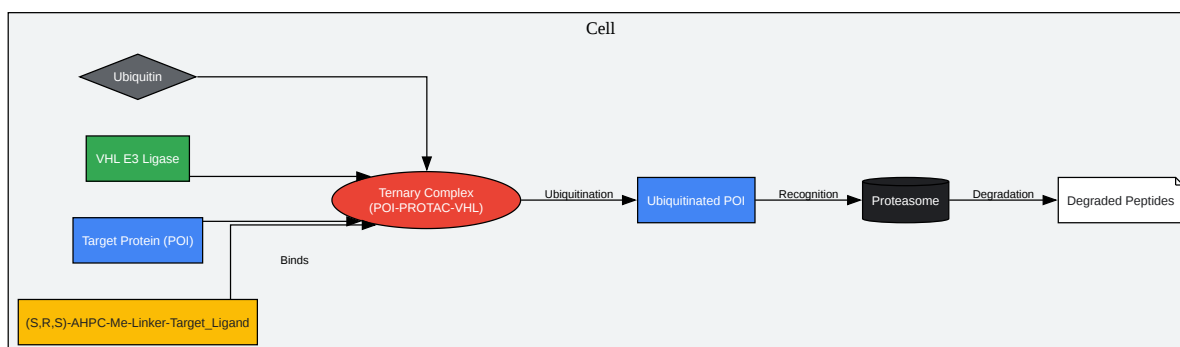 Cell
Ubiquitin
VHL E3 Ligase
Target Protein (POI)
(S,R,S)-AHPC-Me-Linker-Target_Ligand
Binds
Ternary Complex
(POI-PROTAC-VHL)
Ubiquitination
Ubiquitinated POI
Recognition
Proteasome
Degradation
Degraded Peptides